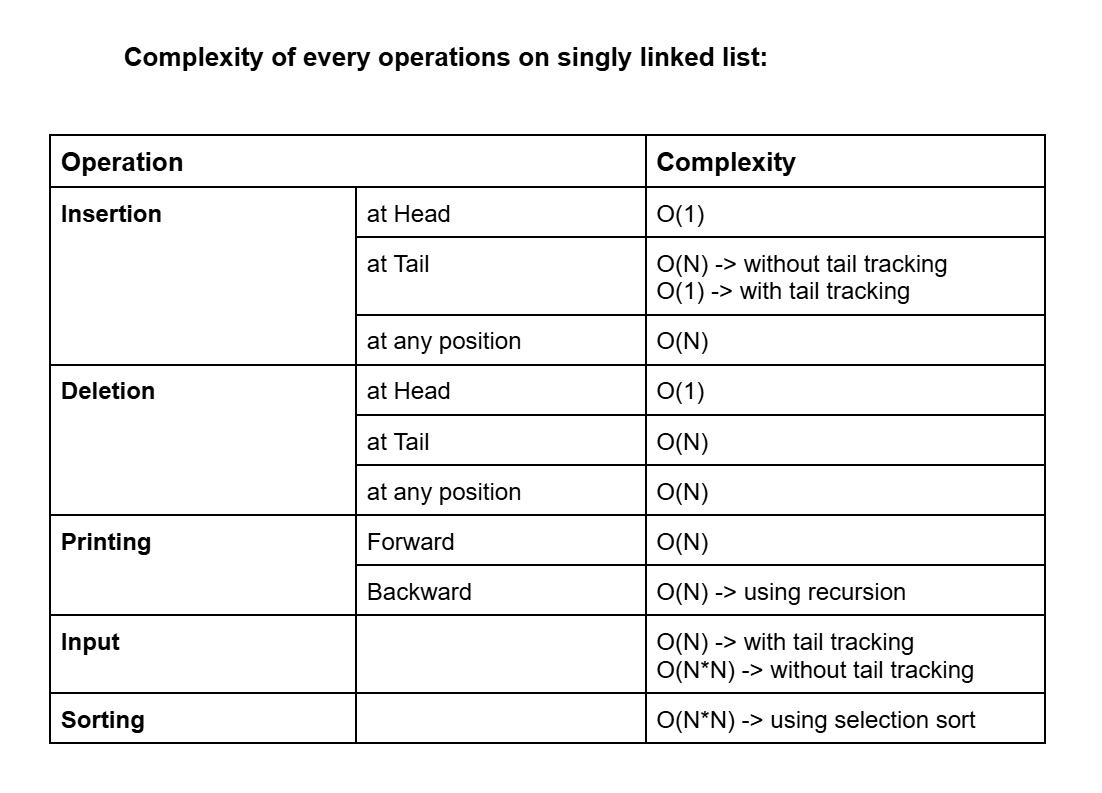 Complexity of every operations on singly linked list:
Operation Complexity
Insertion at Head O(1)
at Tail O(N) -> without tail tracking
O(1) -> with tail tracking
at any position O(N)
Deletion at Head O(1)
at Tail O(N)
at any position O(N)
Printing Forward O(N)
Backward O(N) -> using recursion
Input O(N) -> with tail tracking
O(N*N) -> without tail tracking
Sorting O(N*N) -> using selection sort